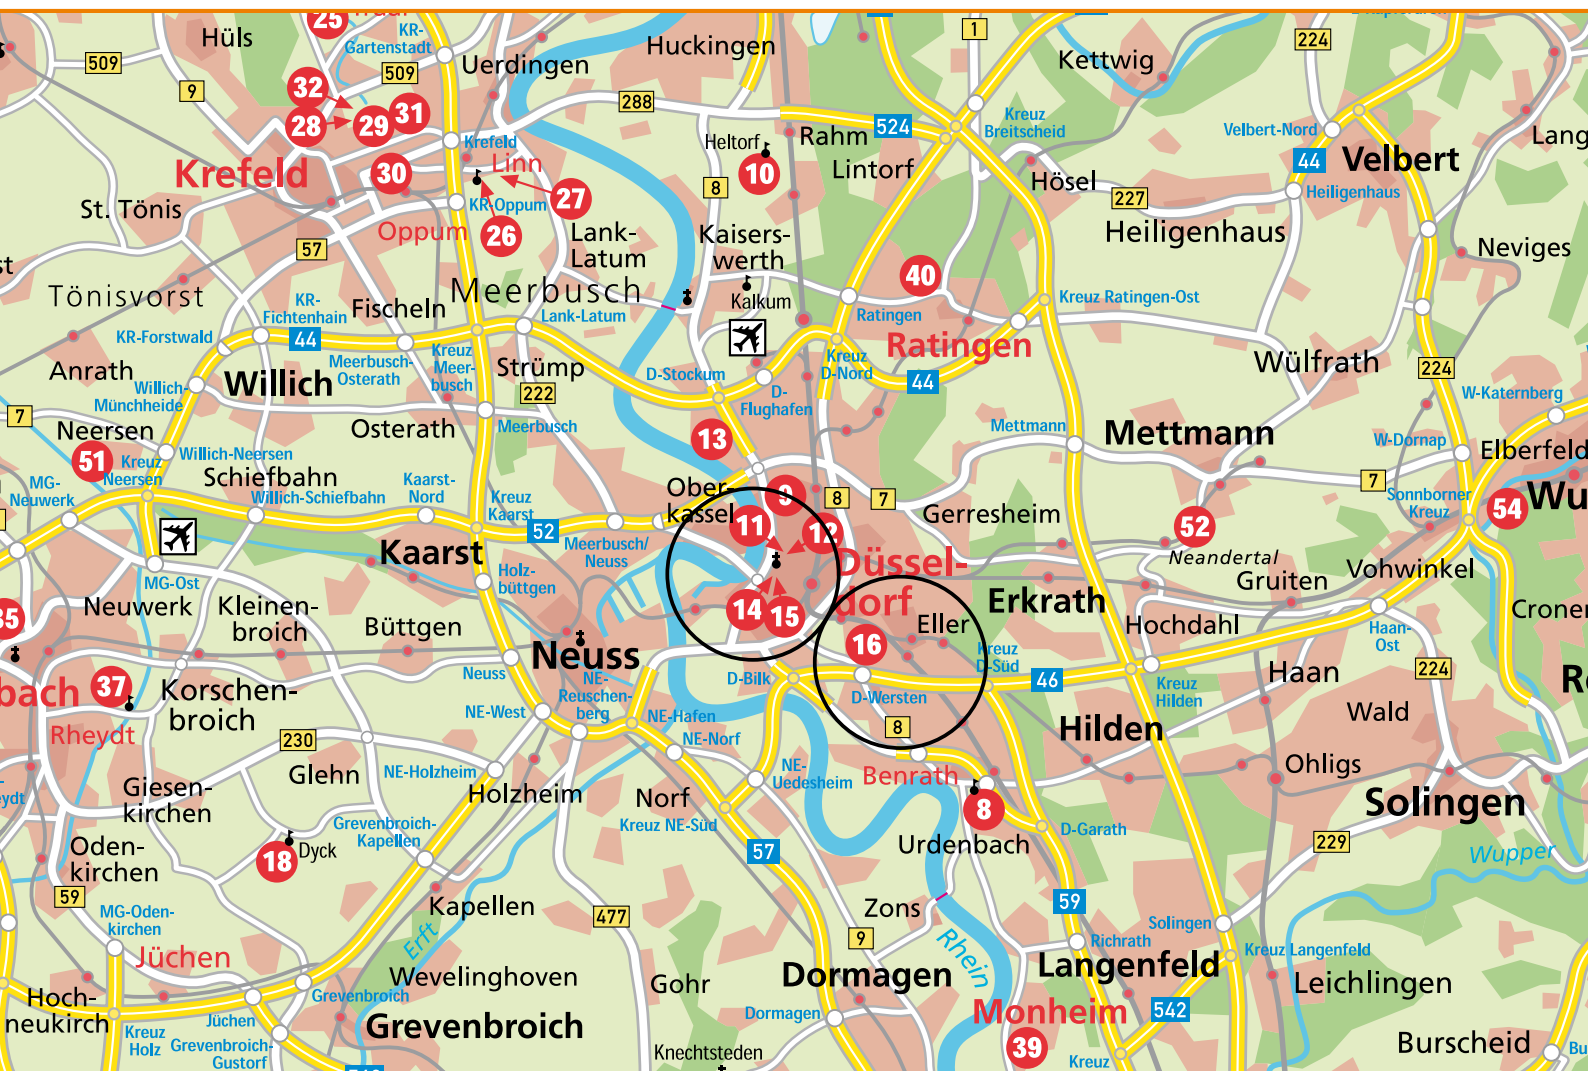 25
Hüls
KR-
Gartenstadt
509
509
Uerdingen
Huckingen
1
Kettwig
224
9
32
28
29
31
288
Krefeld
Heltorf
10
Rahm
524
Lintorf
Kreuz
Breitscheid
Velbert-Nord
44
Velbert
Lang
Krefeld
30
Linn
KR-Oppum
27
8
Hösel
227
Heiligenhaus
St. Tönis
57
Oppum
26
Lank-
Latum
Kaisers-
werth
Heiligenhaus
Neviges
st
Tönisvorst
KR-
Fichtenhain
Fischeln
Meerbusch
Lank-Latum
Kalkum
40
Ratingen
Kreuz Ratingen-Ost
KR-Forstwald
44
Meerbusch-
Osterath
Kreuz
Meer-
busch
Strümp
D-Stockum
Kreuz
D-Nord
Ratingen
44
Wülfrath
224
Anrath
Willich-
Münchheide
Willich
222
D-
Flughafen
W-Katernberg
7
Neersen
51
Kreuz
Neersen
Willich-Neersen
Osterath
Meerbusch
13
Mettmann
Mettmann
W-Dornap
Elberfeld
MG-
Neuwerk
Schiefbahn
Willich-Schiefbahn
Kaarst-
Nord
Kreuz
Kaarst
Ober-
kassel
9
8
7
7
Sonnborner
Kreuz
54
Wu
52
Meerbusch/
Neuss
11
12
Gerresheim
52
Neandertal
Kaarst
Holz-
büttgen
Düssel-
dorf
Gruiten
Vohwinkel
MG-Ost
Neuwerk
Kleinen-
broich
Büttgen
14
15
Eller
Erkrath
Hochdahl
Cronen
35
Neuss
16
Kreuz
D-Süd
Haan-
Ost
bach
37
Korschen-
broich
Neuss
NE-
Reuschen-
berg
D-Bilk
D-Wersten
46
Kreuz
Hilden
Haan
224
Rheydt
NE-West
NE-Hafen
8
Hilden
Wald
230
Glehn
NE-Holzheim
NE-Norf
NE-
Uedesheim
Benrath
Ohligs
eydt
Giesen-
kirchen
Holzheim
Norf
Kreuz NE-Süd
8
D-Garath
Solingen
Oden-
kirchen
Grevenbroich-
Kapellen
18
Dyck
57
Urdenbach
229
Wupper
59
MG-Oden-
kirchen
Kapellen
477
Zons
59
Solingen
Jüchen
Erft
9
Rhein
Richrath
Kreuz Langenfeld
Wevelinghoven
Gohr
Dormagen
Langenfeld
Leichlingen
Hoch-
neukirch
Grevenbroich
Monheim
542
Kreuz
Holz
Jüchen
Grevenbroich-
Gustorf
Grevenbroich
Dormagen
39
Burscheid
Knechtsteden
Kreuz
Bu